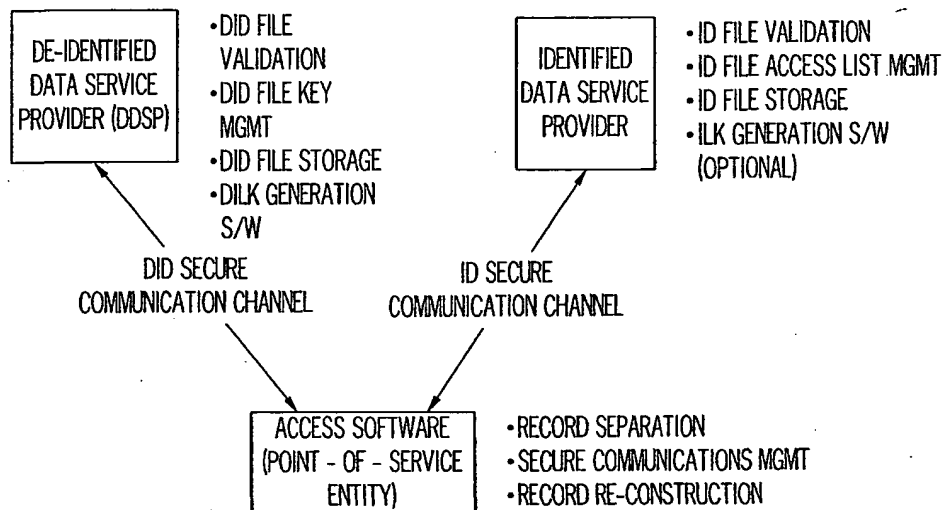 DE-IDENTIFIED
DATA SERVICE
PROVIDER (DDSP)
•DID FILE
VALIDATION
•DID FILE KEY
MGMT
•DID FILE STORAGE
•DILK GENERATION
S/W
IDENTIFIED
DATA SERVICE
PROVIDER
•ID FILE VALIDATION
•ID FILE ACCESS LIST MGMT
•ID FILE STORAGE
•ILK GENERATION S/W
(OPTIONAL)
DID SECURE
COMMUNICATION CHANNEL
ID SECURE
COMMUNICATION CHANNEL
ACCESS SOFTWARE
(POINT - OF - SERVICE
ENTITY)
•RECORD SEPARATION
•SECURE COMMUNICATIONS MGMT
•RECORD RE-CONSTRUCTION